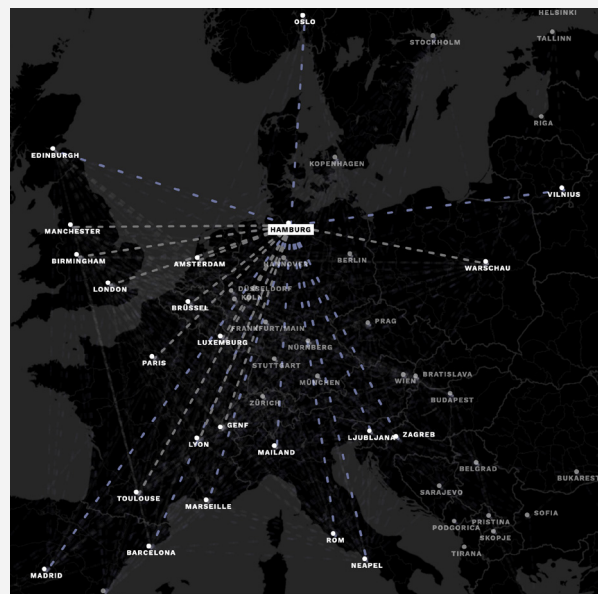 HELSINKI
OSLO
TALLINN
STOCKHOLM
RIGA
EDINBURGH
KOPENHAGEN
VILNIUS
MANCHESTER
HAMBURG
BIRMINGHAM
AMSTERDAM
HANNOVER
BERLIN
WARSCHAU
LONDON
DÜSSELDORF
KÖLN
BRÜSSEL
PRAG
FRANKFURT/MAIN
LUXEMBURG
NÜRNBERG
PARIS
STUTTGART
MÜNCHEN
WIEN
BRATISLAVA
ZÜRICH
BUDAPEST
GENF
LYON
LJUBLJANA
ZAGREB
MAILAND
BELGRAD
BUKAREST
SARAJEVO
TOULOUSE
MARSEILLE
SOFIA
PRISTINA
PODGORICA
SKOPJE
ROM
BARCELONA
TIRANA
NEAPEL
MADRID